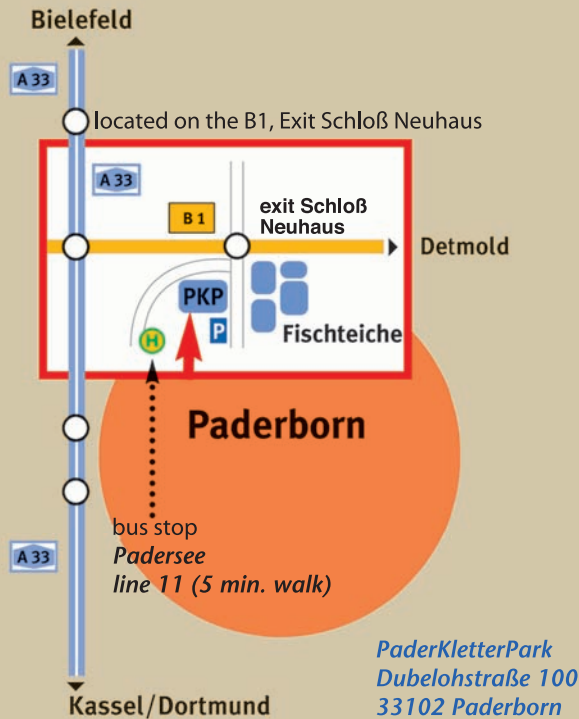 Bielefeld
A 33
located on the B1, Exit Schloß Neuhaus
A 33
B 1
exit Schloß
Neuhaus
Detmold
PKP
P
Fischteiche
H
Paderborn
bus stop
Padersee
line 11 (5 min. walk)
A 33
PaderKletterPark
Dubelohstraße 100
33102 Paderborn
Kassel/Dortmund